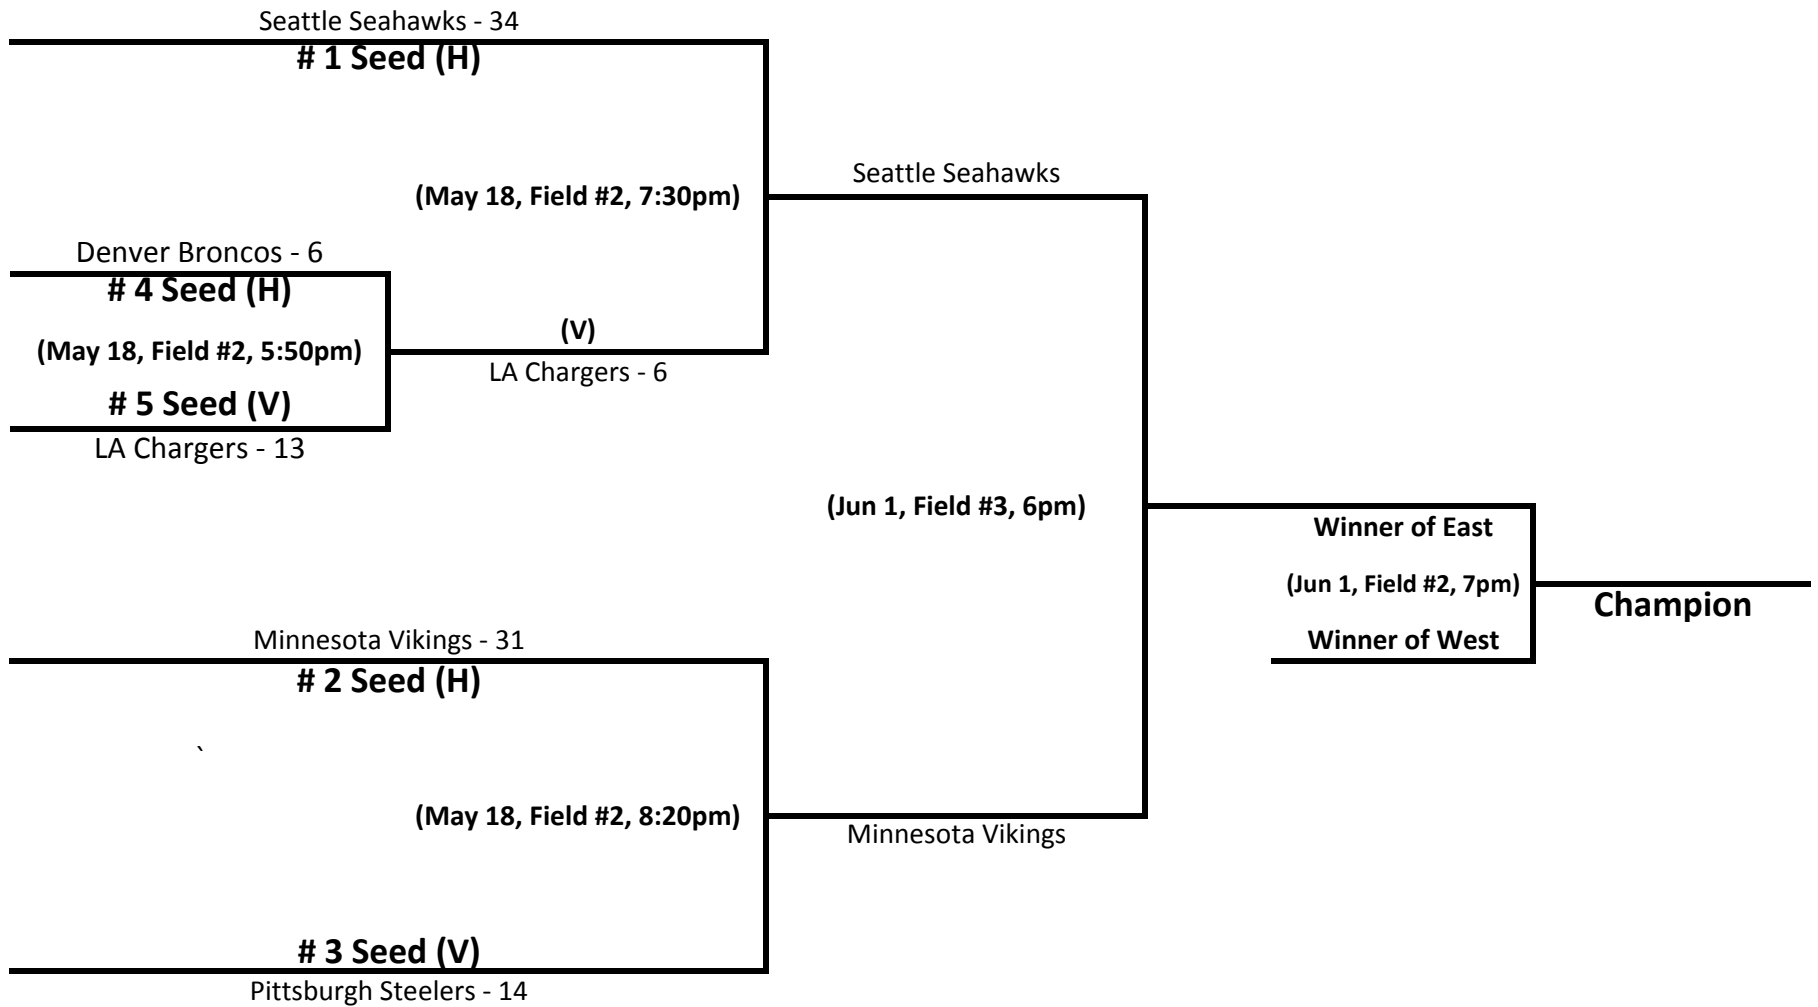 Seattle Seahawks - 34
# 1 Seed (H)
Seattle Seahawks
(May 18, Field #2, 7:30pm)
Denver Broncos - 6
# 4 Seed (H)
(V)
(May 18, Field #2, 5:50pm)
LA Chargers - 6
# 5 Seed (V)
LA Chargers - 13
(Jun 1, Field #3, 6pm)
Winner of East
(Jun 1, Field #2, 7pm)
Champion
Winner of West
Minnesota Vikings - 31
# 2 Seed (H)
`
(May 18, Field #2, 8:20pm)
Minnesota Vikings
# 3 Seed (V)
Pittsburgh Steelers - 14